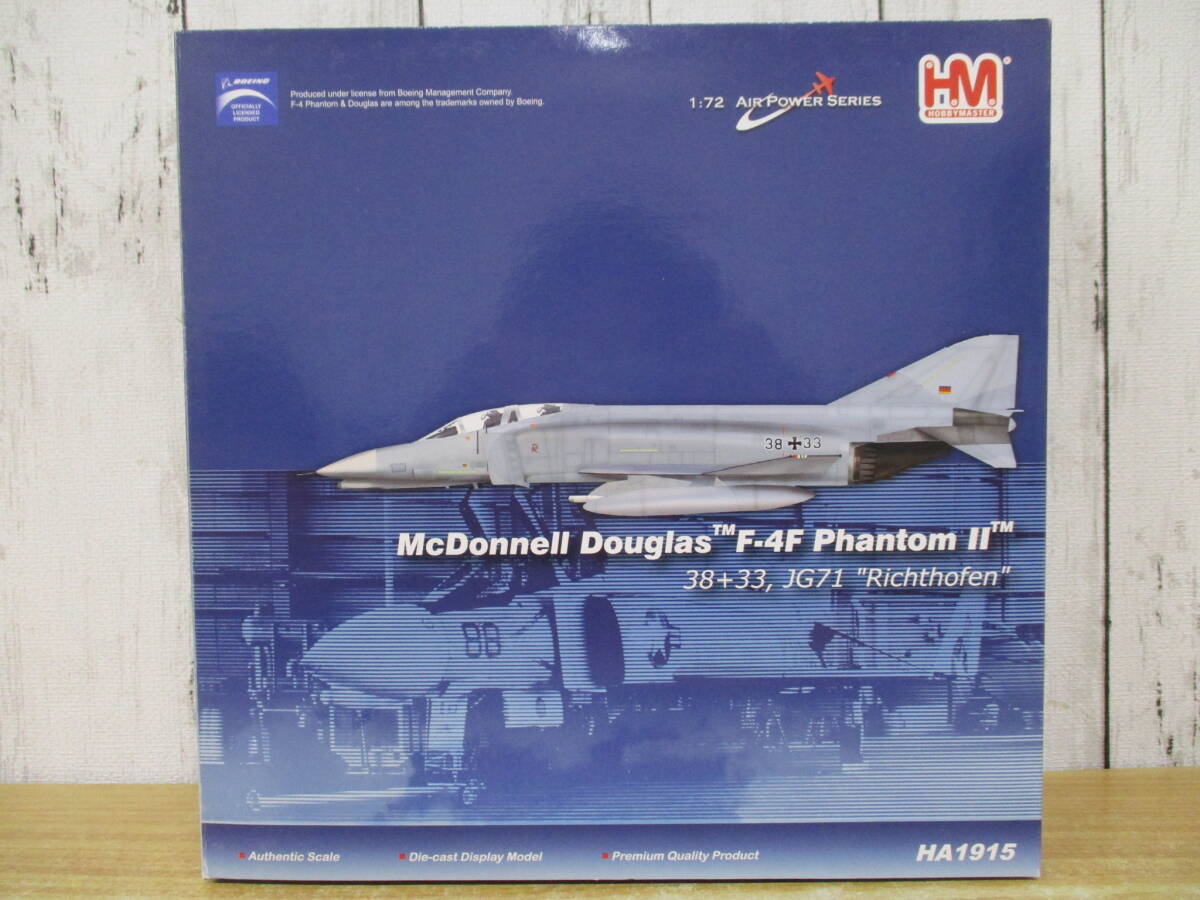 BOEING
OFFICIALLY
LICENSED
PRODUCT
Produced under license from Boeing Management Company.
F-4 Phantom & Douglas are among the trademarks owned by Boeing.
1:72 AIR POWER SERIES
HM®
HOBBYMASTER
38 33
R
McDonnell Douglas™ F-4F Phantom II™
38+33, JG71 "Richthofen"
88
Authentic Scale
Die-cast Display Model
Premium Quality Product
HA1915